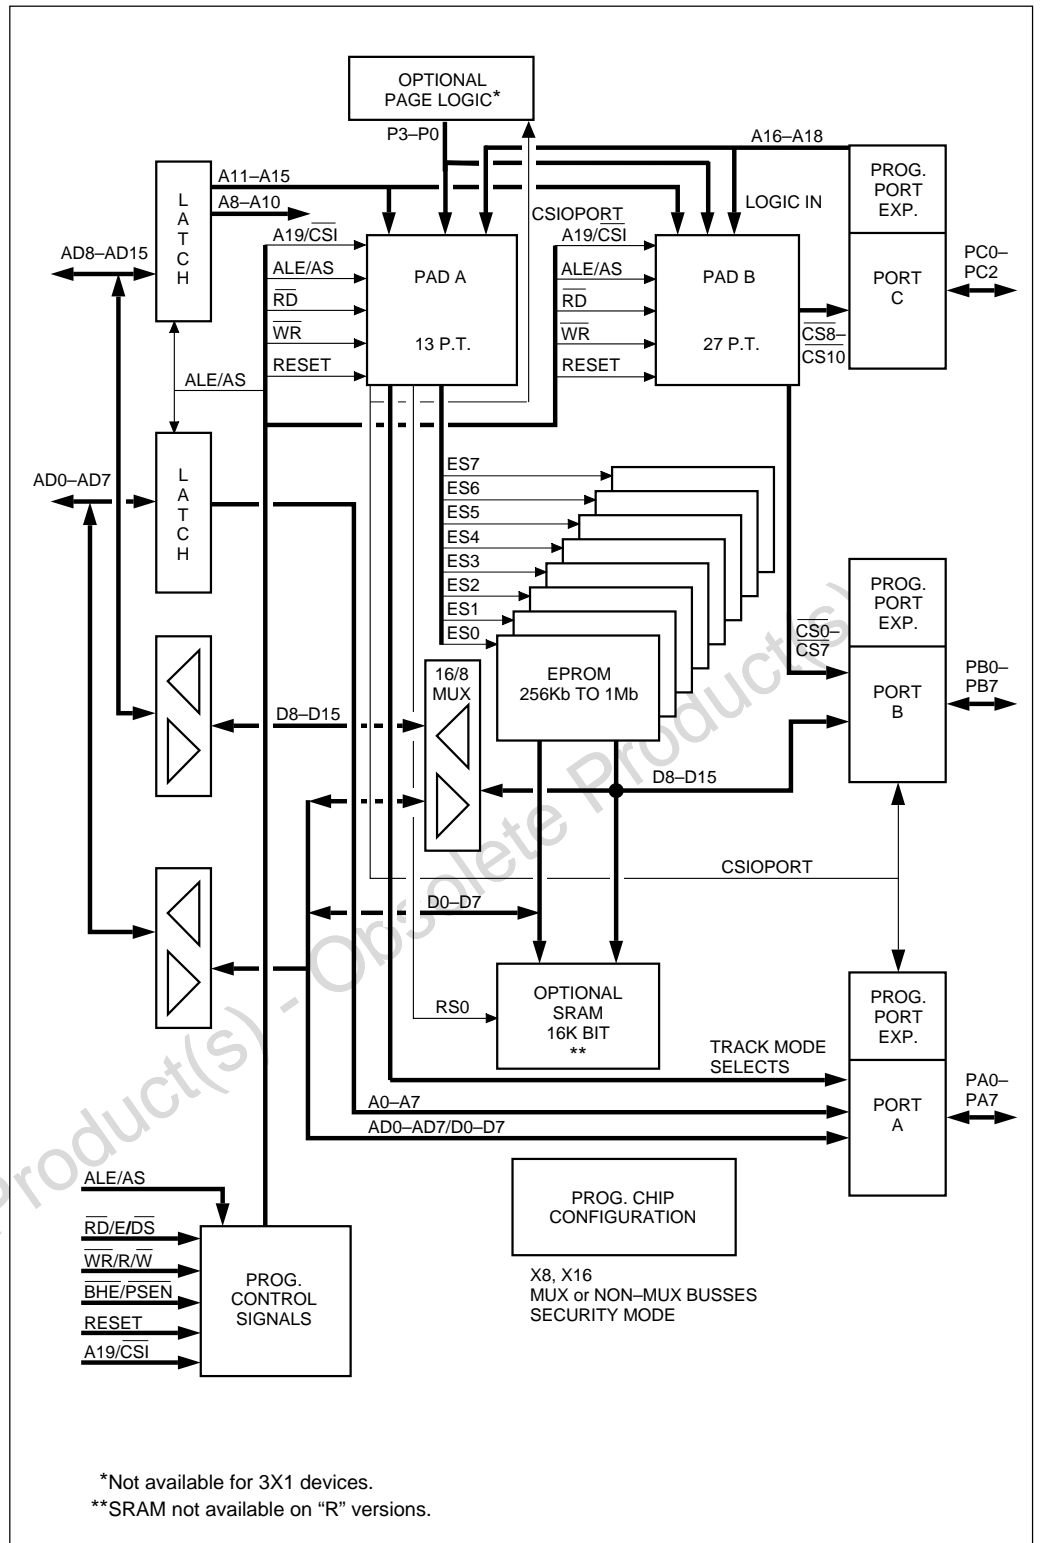 OPTIONAL
PAGE LOGIC*
P3–P0
A16–A18
A11–A15
A8–A10
L
A
T
C
H
AD8–AD15
CSIOPORT
LOGIC IN
PROG.
PORT
EXP.
A19/CSI
ALE/AS
RD
WR
RESET
PAD A
13 P.T.
A19/CSI
ALE/AS
RD
WR
RESET
PAD B
27 P.T.
PORT
C
PC0–
PC2
CS8–
CS10
ALE/AS
AD0–AD7
L
A
T
C
H
ES7
ES6
ES5
ES4
ES3
ES2
ES1
ES0
EPROM
256Kb TO 1Mb
16/8
MUX
D8–D15
D8–D15
CS0–
CS7
PROG.
PORT
EXP.
PORT
B
PB0–
PB7
CSIOPORT
D0–D7
RS0
OPTIONAL
SRAM
16K BIT
**
TRACK MODE
SELECTS
A0–A7
AD0–AD7/D0–D7
PROG.
PORT
EXP.
PORT
A
PA0–
PA7
ALE/AS
RD/E/DS
WR/R/W
BHE/PSEN
RESET
A19/CSI
PROG.
CONTROL
SIGNALS
PROG. CHIP
CONFIGURATION
X8, X16
MUX or NON–MUX BUSSES
SECURITY MODE
*Not available for 3X1 devices.
**SRAM not available on “R” versions.
Product(s) - Obsolete Product(s)